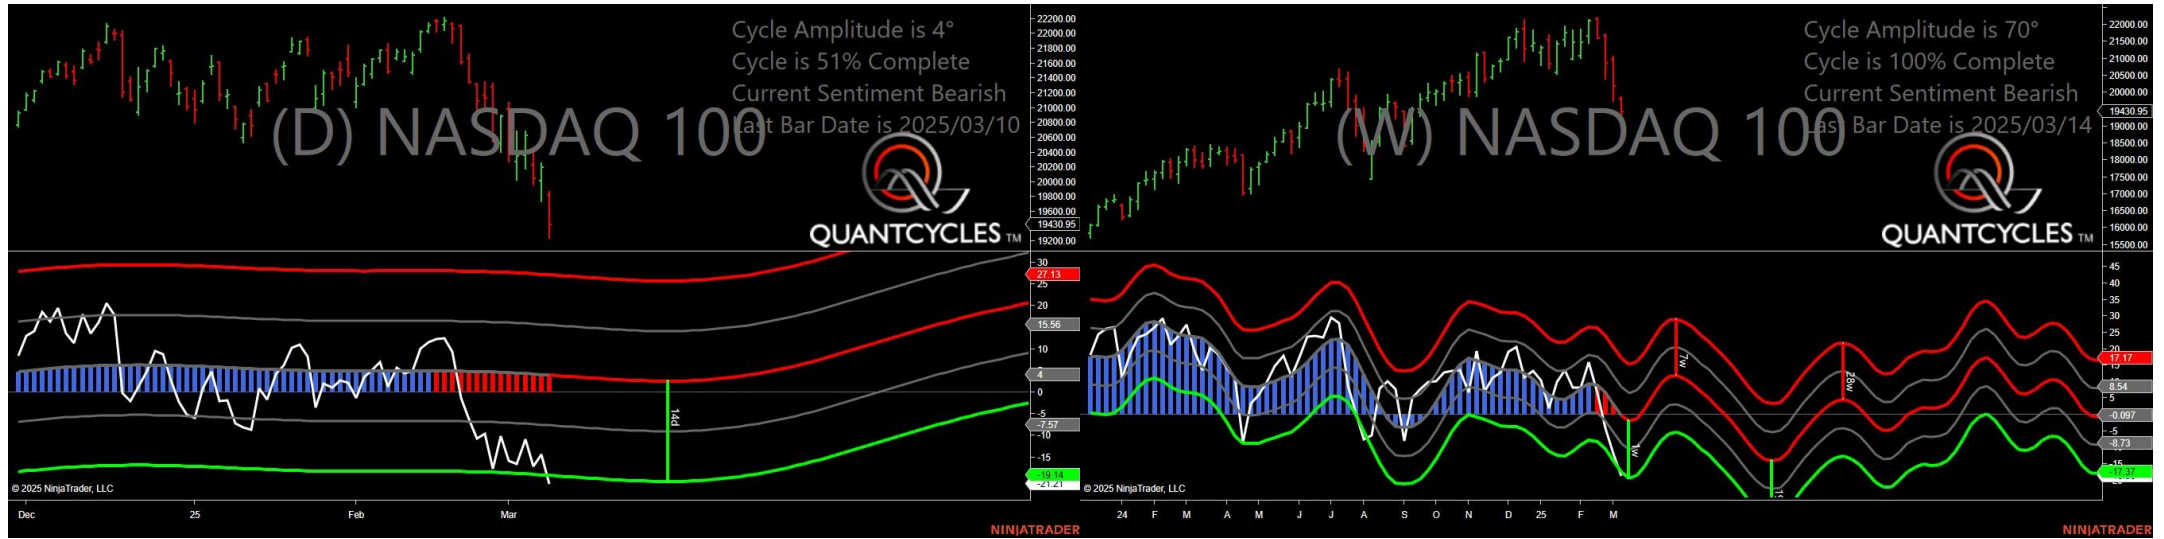 Cycle Amplitude is 4°
Cycle is 51% Complete
Current Sentiment Bearish
Last Bar Date is 2025/03/10
(D) NASDAQ 100
QUANTCYCLES TM
22200.00
22000.00
21800.00
21600.00
21400.00
21200.00
21000.00
20800.00
20600.00
20400.00
20200.00
20000.00
19800.00
19600.00
19430.95
19200.00
30
27.13
25
20
15.56
10
4
0
-5
-7.57
-10
-15
-19.14
-21.21
14d
© 2025 NinjaTrader, LLC
Dec 25 Feb Mar
NINJATRADER
Cycle Amplitude is 70°
Cycle is 100% Complete
Current Sentiment Bearish
Last Bar Date is 2025/03/14
(W) NASDAQ 100
QUANTCYCLES TM
22000.00
21500.00
21000.00
20500.00
20000.00
19430.95
19000.00
18500.00
18000.00
17500.00
17000.00
16500.00
16000.00
15500.00
45
40
35
30
25
20
17.17
8.54
5
-0.097
-5
-8.73
-17.37
7w
28w
1w
© 2025 NinjaTrader, LLC
24 F M A M J J A S O N D 25 F M
NINJATRADER